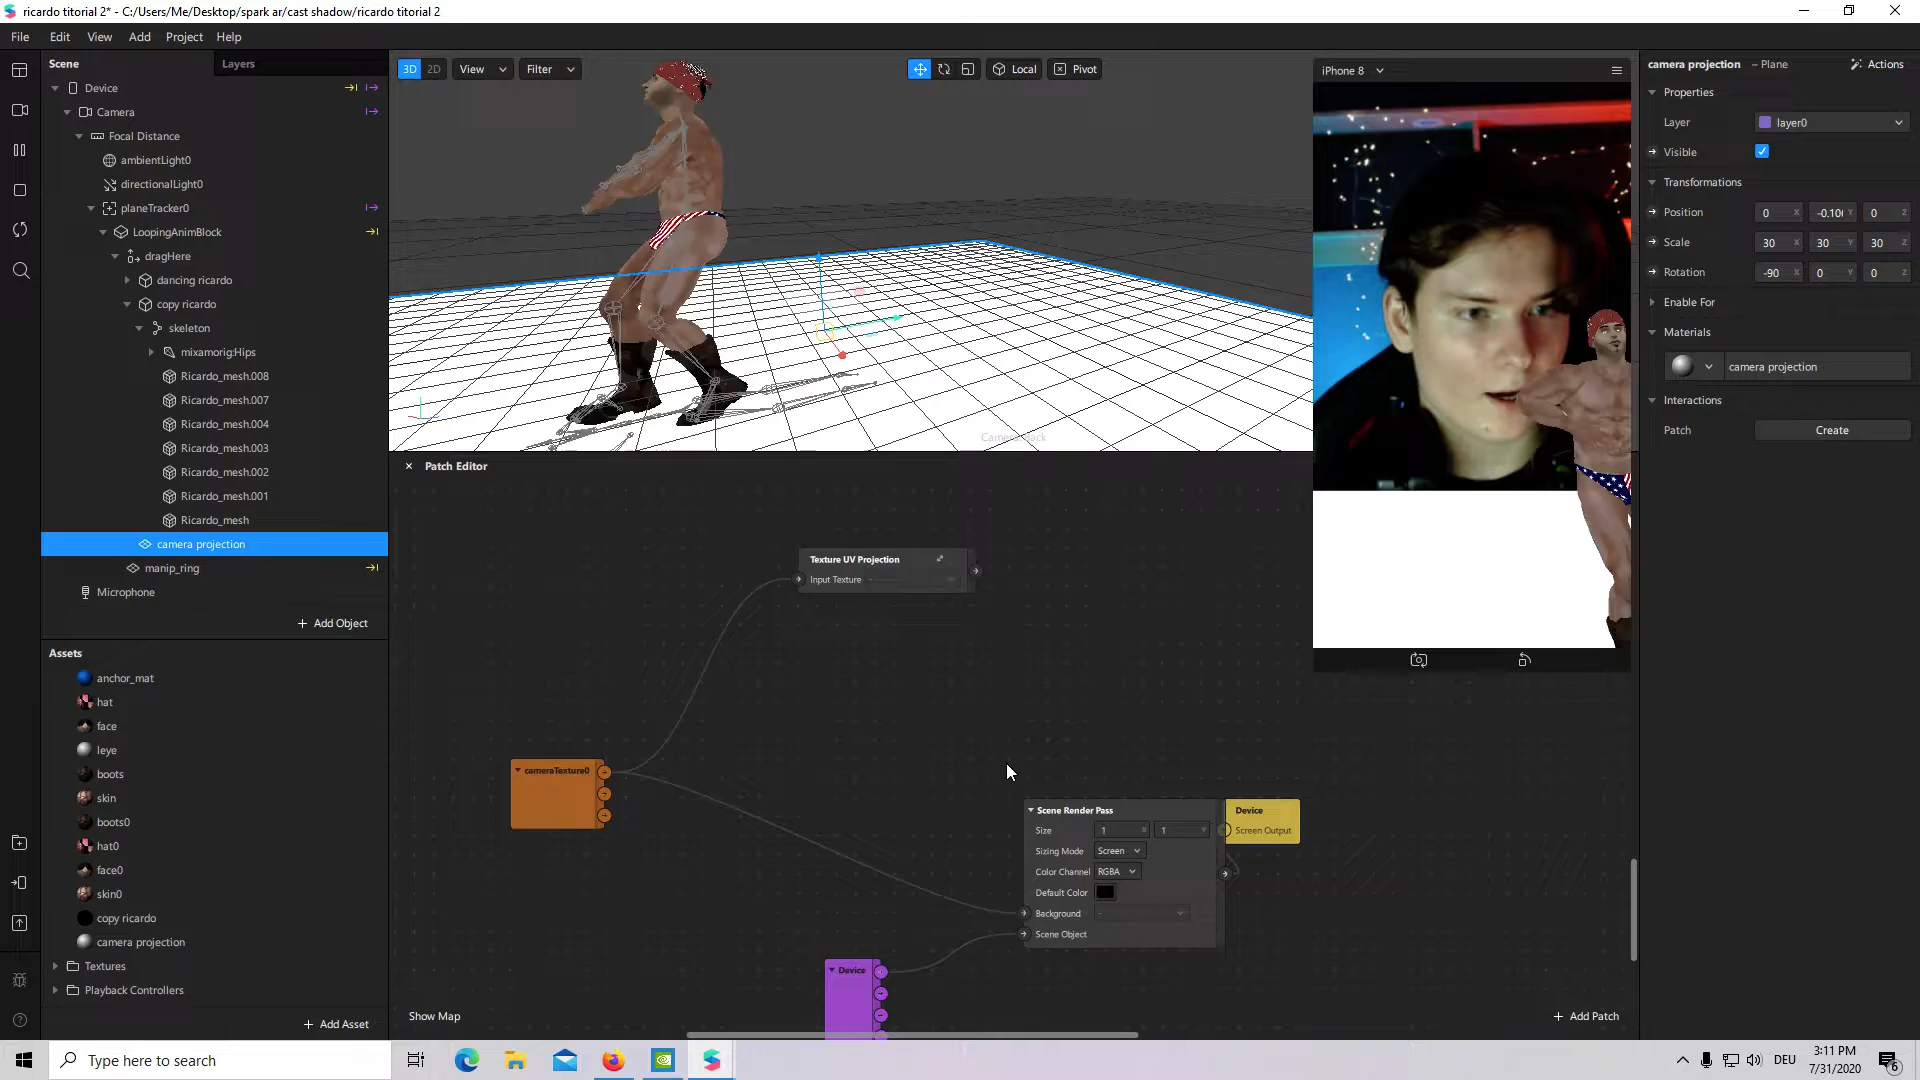 ricardo titorial 2* - C:/Users/Me/Desktop/spark ar/cast shadow/ricardo titorial 2
File Edit View Add Project Help
Scene Layers
Device
Camera
Focal Distance
ambientLight0
directionalLight0
planeTracker0
LoopingAnimBlock
dragHere
dancing ricardo
copy ricardo
skeleton
mixamorig:Hips
Ricardo_mesh.008
Ricardo_mesh.007
Ricardo_mesh.004
Ricardo_mesh.003
Ricardo_mesh.002
Ricardo_mesh.001
Ricardo_mesh
camera projection
manip_ring
Microphone
+ Add Object
Assets
anchor_mat
hat
face
leye
boots
skin
boots0
hat0
face0
skin0
copy ricardo
camera projection
Textures
Playback Controllers
+ Add Asset
3D 2D View Filter Local Pivot
Camera Back
iPhone 8
Patch Editor
Texture UV Projection
Input Texture
cameraTexture0
Scene Render Pass
Size 1 X 1 Y
Sizing Mode Screen
Color Channel RGBA
Default Color
Background -
Scene Object
Device
Screen Output
Device
Show Map
+ Add Patch
camera projection -- Plane Actions
Properties
Layer layer0
Visible
Transformations
Position 0 X -0.10 Y 0 Z
Scale 30 X 30 Y 30 Z
Rotation -90 X 0 Y 0 Z
Enable For
Materials
camera projection
Interactions
Patch Create
Type here to search
DEU
3:11 PM
7/31/2020
6